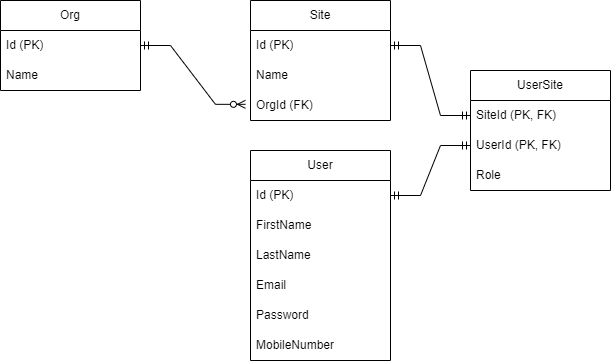 Org
Id (PK)
Name
Site
Id (PK)
Name
OrgId (FK)
UserSite
SiteId (PK, FK)
UserId (PK, FK)
Role
User
Id (PK)
FirstName
LastName
Email
Password
MobileNumber